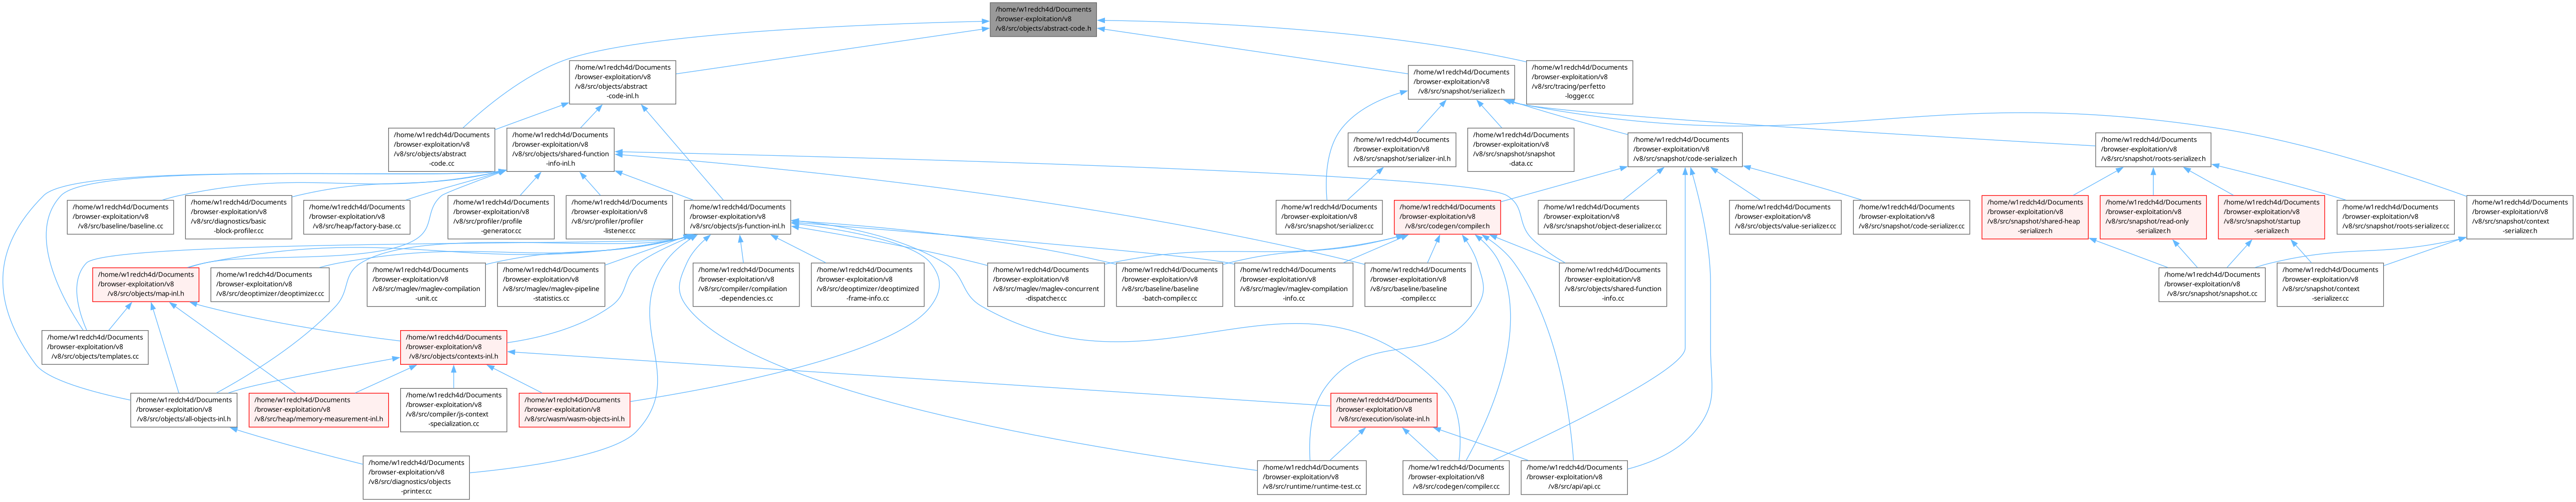 /home/w1redch4d/Documents
/browser-exploitation/v8
/v8/src/objects/abstract-code.h
/home/w1redch4d/Documents
/browser-exploitation/v8
/v8/src/objects/abstract
-code-inl.h
/home/w1redch4d/Documents
/browser-exploitation/v8
/v8/src/snapshot/serializer.h
/home/w1redch4d/Documents
/browser-exploitation/v8
/v8/src/tracing/perfetto
-logger.cc
/home/w1redch4d/Documents
/browser-exploitation/v8
/v8/src/objects/abstract
-code.cc
/home/w1redch4d/Documents
/browser-exploitation/v8
/v8/src/objects/shared-function
-info-inl.h
/home/w1redch4d/Documents
/browser-exploitation/v8
/v8/src/snapshot/serializer-inl.h
/home/w1redch4d/Documents
/browser-exploitation/v8
/v8/src/snapshot/snapshot
-data.cc
/home/w1redch4d/Documents
/browser-exploitation/v8
/v8/src/snapshot/code-serializer.h
/home/w1redch4d/Documents
/browser-exploitation/v8
/v8/src/snapshot/roots-serializer.h
/home/w1redch4d/Documents
/browser-exploitation/v8
/v8/src/baseline/baseline.cc
/home/w1redch4d/Documents
/browser-exploitation/v8
/v8/src/diagnostics/basic
-block-profiler.cc
/home/w1redch4d/Documents
/browser-exploitation/v8
/v8/src/heap/factory-base.cc
/home/w1redch4d/Documents
/browser-exploitation/v8
/v8/src/profiler/profile
-generator.cc
/home/w1redch4d/Documents
/browser-exploitation/v8
/v8/src/profiler/profiler
-listener.cc
/home/w1redch4d/Documents
/browser-exploitation/v8
/v8/src/objects/js-function-inl.h
/home/w1redch4d/Documents
/browser-exploitation/v8
/v8/src/snapshot/serializer.cc
/home/w1redch4d/Documents
/browser-exploitation/v8
/v8/src/codegen/compiler.h
/home/w1redch4d/Documents
/browser-exploitation/v8
/v8/src/snapshot/object-deserializer.cc
/home/w1redch4d/Documents
/browser-exploitation/v8
/v8/src/objects/value-serializer.cc
/home/w1redch4d/Documents
/browser-exploitation/v8
/v8/src/snapshot/code-serializer.cc
/home/w1redch4d/Documents
/browser-exploitation/v8
/v8/src/snapshot/shared-heap
-serializer.h
/home/w1redch4d/Documents
/browser-exploitation/v8
/v8/src/snapshot/read-only
-serializer.h
/home/w1redch4d/Documents
/browser-exploitation/v8
/v8/src/snapshot/startup
-serializer.h
/home/w1redch4d/Documents
/browser-exploitation/v8
/v8/src/snapshot/roots-serializer.cc
/home/w1redch4d/Documents
/browser-exploitation/v8
/v8/src/snapshot/context
-serializer.h
/home/w1redch4d/Documents
/browser-exploitation/v8
/v8/src/objects/map-inl.h
/home/w1redch4d/Documents
/browser-exploitation/v8
/v8/src/deoptimizer/deoptimizer.cc
/home/w1redch4d/Documents
/browser-exploitation/v8
/v8/src/maglev/maglev-compilation
-unit.cc
/home/w1redch4d/Documents
/browser-exploitation/v8
/v8/src/maglev/maglev-pipeline
-statistics.cc
/home/w1redch4d/Documents
/browser-exploitation/v8
/v8/src/compiler/compilation
-dependencies.cc
/home/w1redch4d/Documents
/browser-exploitation/v8
/v8/src/deoptimizer/deoptimized
-frame-info.cc
/home/w1redch4d/Documents
/browser-exploitation/v8
/v8/src/maglev/maglev-concurrent
-dispatcher.cc
/home/w1redch4d/Documents
/browser-exploitation/v8
/v8/src/baseline/baseline
-batch-compiler.cc
/home/w1redch4d/Documents
/browser-exploitation/v8
/v8/src/maglev/maglev-compilation
-info.cc
/home/w1redch4d/Documents
/browser-exploitation/v8
/v8/src/baseline/baseline
-compiler.cc
/home/w1redch4d/Documents
/browser-exploitation/v8
/v8/src/objects/shared-function
-info.cc
/home/w1redch4d/Documents
/browser-exploitation/v8
/v8/src/snapshot/snapshot.cc
/home/w1redch4d/Documents
/browser-exploitation/v8
/v8/src/snapshot/context
-serializer.cc
/home/w1redch4d/Documents
/browser-exploitation/v8
/v8/src/objects/templates.cc
/home/w1redch4d/Documents
/browser-exploitation/v8
/v8/src/objects/contexts-inl.h
/home/w1redch4d/Documents
/browser-exploitation/v8
/v8/src/objects/all-objects-inl.h
/home/w1redch4d/Documents
/browser-exploitation/v8
/v8/src/heap/memory-measurement-inl.h
/home/w1redch4d/Documents
/browser-exploitation/v8
/v8/src/compiler/js-context
-specialization.cc
/home/w1redch4d/Documents
/browser-exploitation/v8
/v8/src/wasm/wasm-objects-inl.h
/home/w1redch4d/Documents
/browser-exploitation/v8
/v8/src/execution/isolate-inl.h
/home/w1redch4d/Documents
/browser-exploitation/v8
/v8/src/diagnostics/objects
-printer.cc
/home/w1redch4d/Documents
/browser-exploitation/v8
/v8/src/runtime/runtime-test.cc
/home/w1redch4d/Documents
/browser-exploitation/v8
/v8/src/codegen/compiler.cc
/home/w1redch4d/Documents
/browser-exploitation/v8
/v8/src/api/api.cc